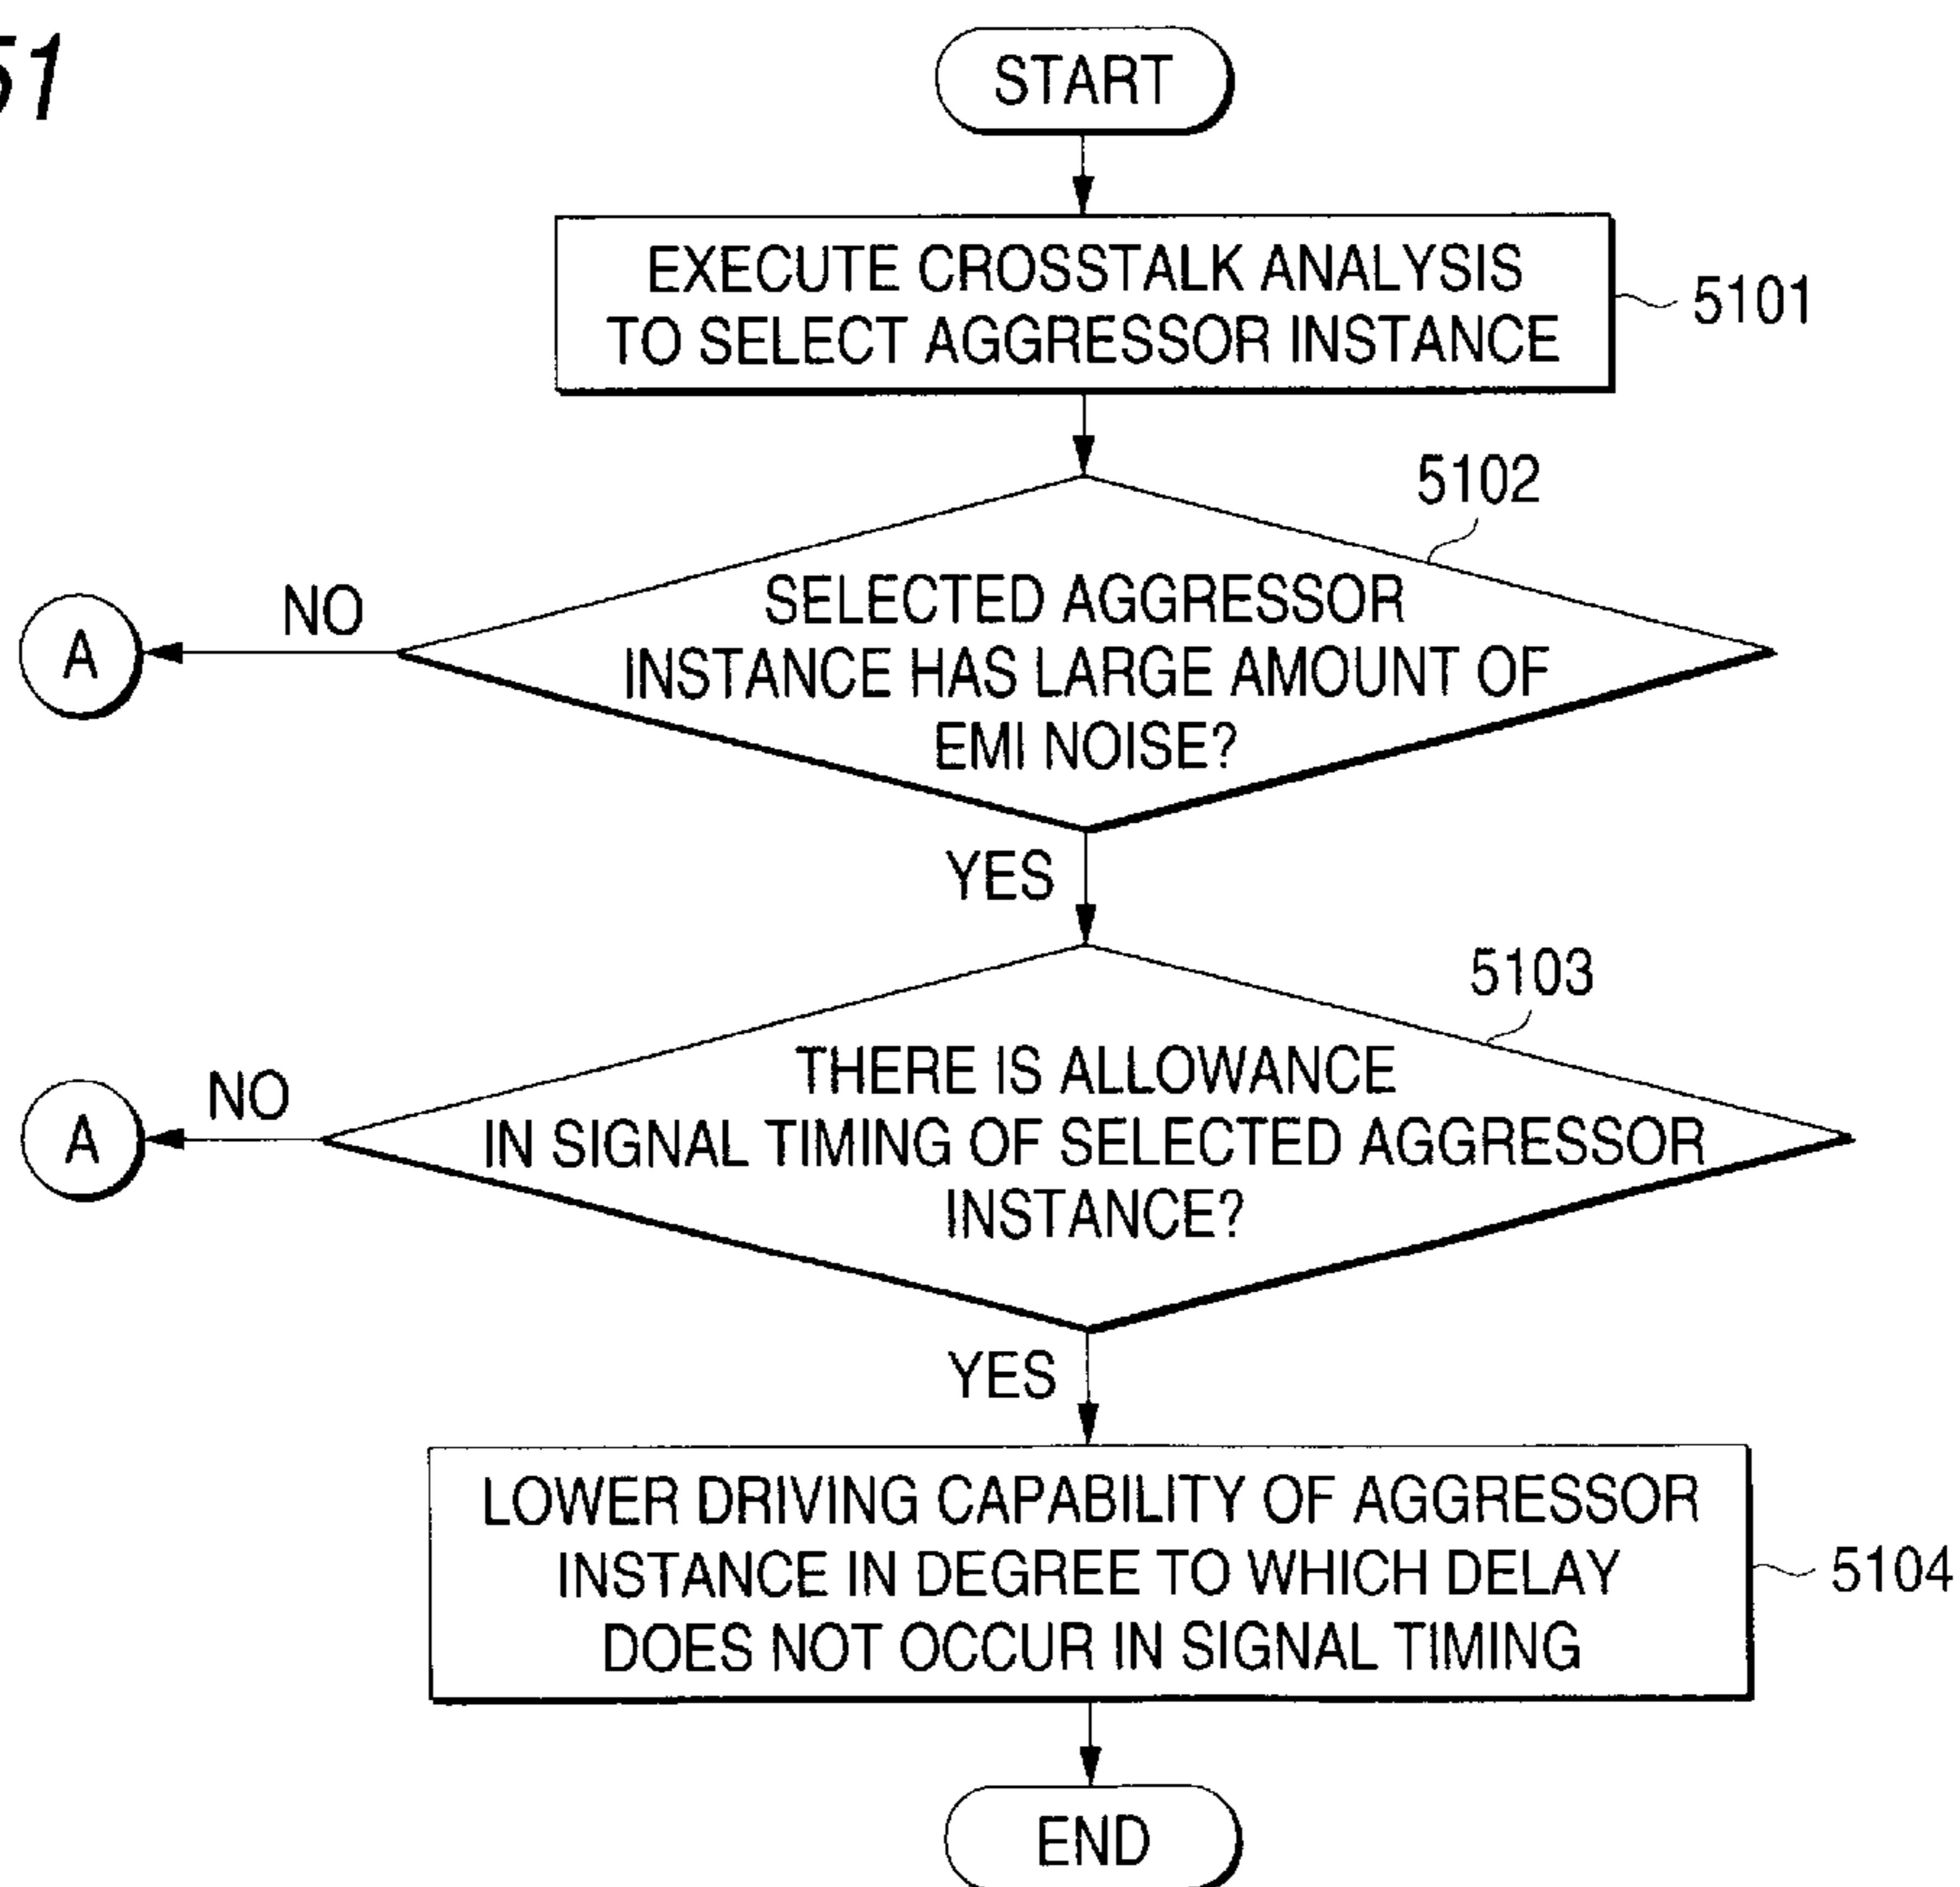 51
START
EXECUTE CROSSTALK ANALYSIS
TO SELECT AGGRESSOR INSTANCE
5101
5102
SELECTED AGGRESSOR
INSTANCE HAS LARGE AMOUNT OF
EMI NOISE?
NO
A
YES
5103
THERE IS ALLOWANCE
IN SIGNAL TIMING OF SELECTED AGGRESSOR
INSTANCE?
NO
A
YES
LOWER DRIVING CAPABILITY OF AGGRESSOR
INSTANCE IN DEGREE TO WHICH DELAY
DOES NOT OCCUR IN SIGNAL TIMING
5104
END